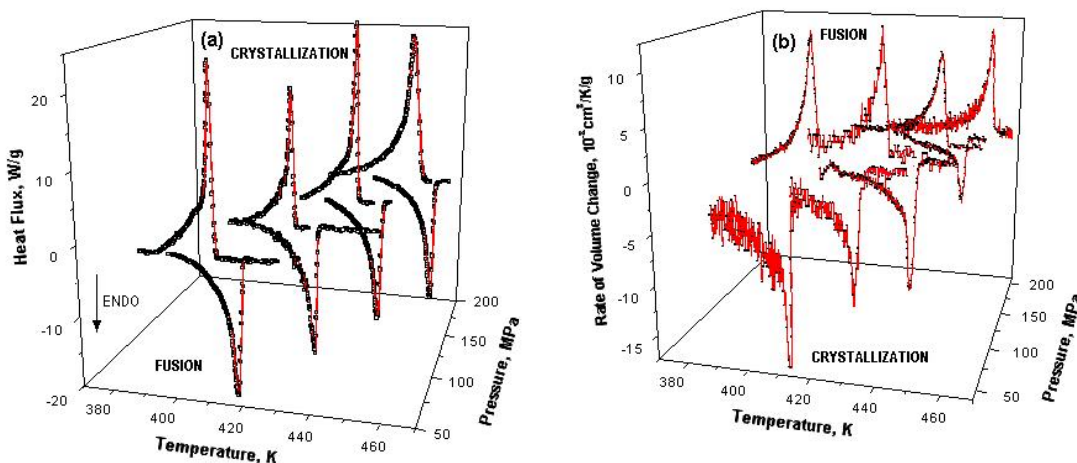 (a)
CRYSTALLIZATION
Heat Flux, W/g
20
10
0
-10
-20
ENDO
FUSION
380
400
420
440
460
Temperature, K
50
100
150
200
Pressure, MPa
(b)
FUSION
Rate of Volume Change, 10⁻² cm³/K/g
10
5
0
-5
-10
-15
CRYSTALLIZATION
380
400
420
440
460
Temperature, K
50
100
150
200
Pressure, MPa